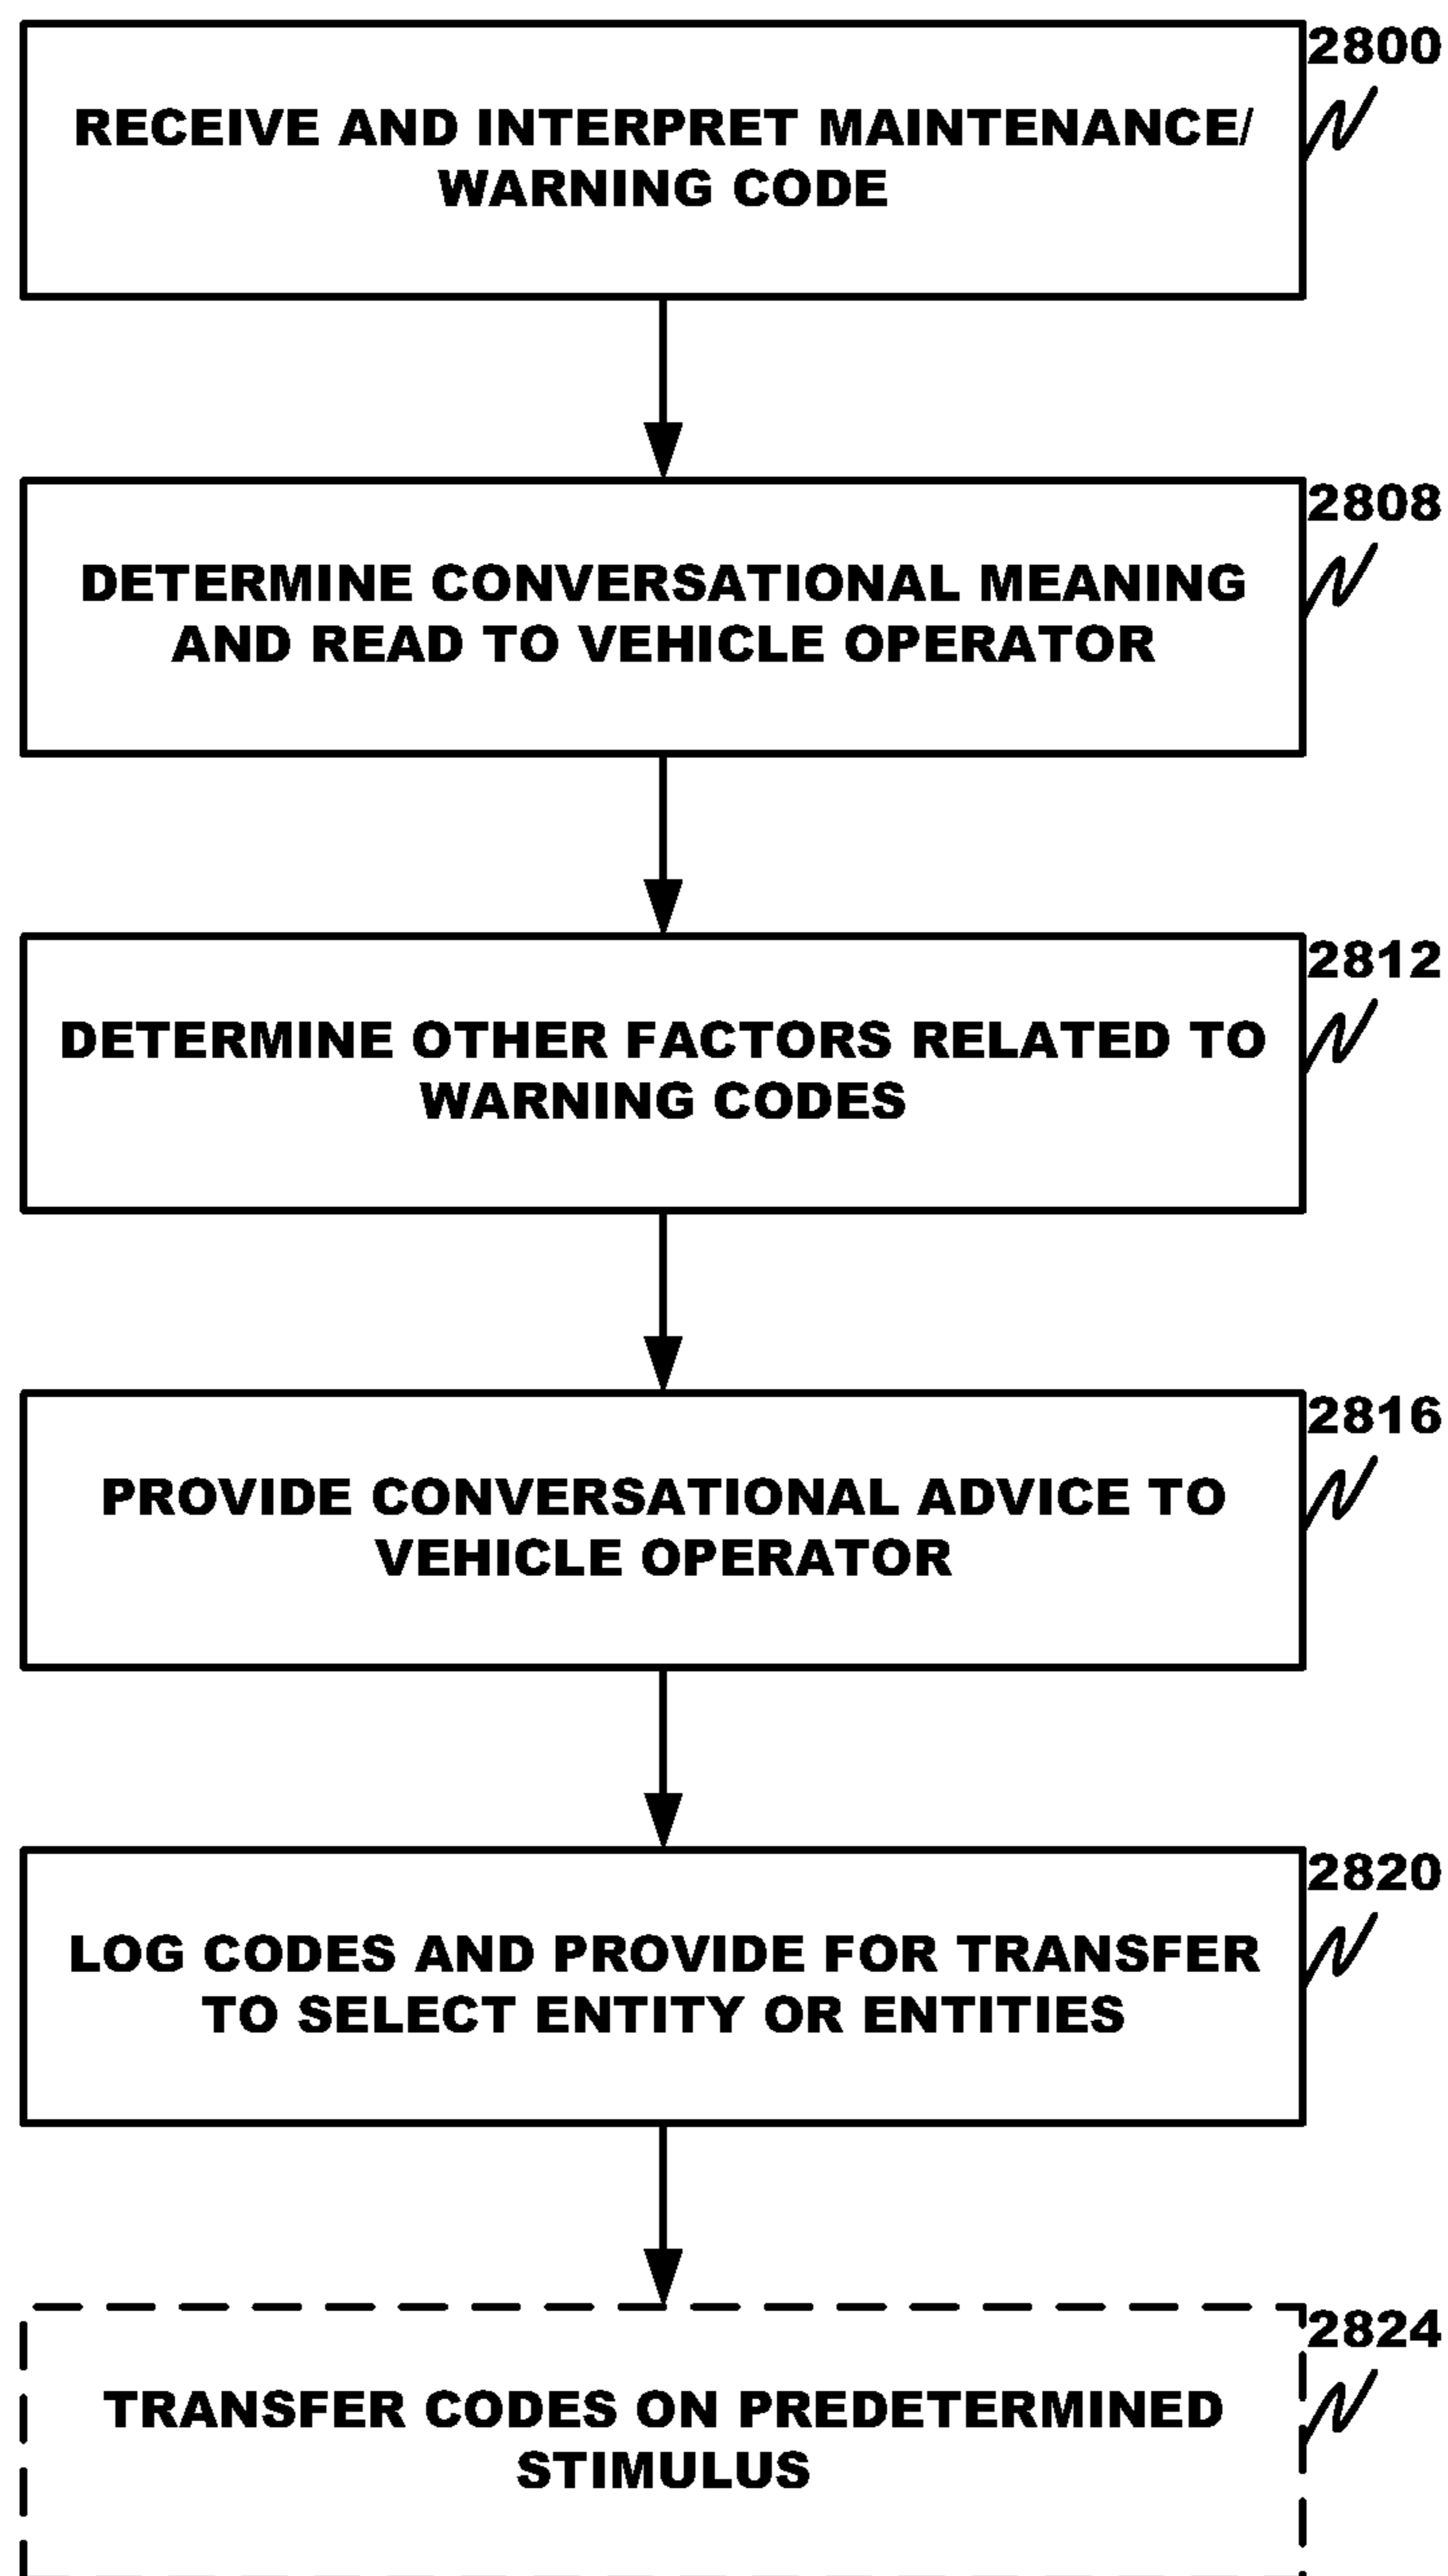 2800
RECEIVE AND INTERPRET MAINTENANCE/
WARNING CODE
2808
DETERMINE CONVERSATIONAL MEANING
AND READ TO VEHICLE OPERATOR
2812
DETERMINE OTHER FACTORS RELATED TO
WARNING CODES
2816
PROVIDE CONVERSATIONAL ADVICE TO
VEHICLE OPERATOR
2820
LOG CODES AND PROVIDE FOR TRANSFER
TO SELECT ENTITY OR ENTITIES
2824
TRANSFER CODES ON PREDETERMINED
STIMULUS